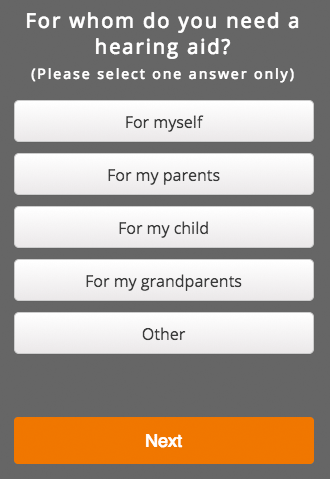 For whom do you need a
hearing aid?
(Please select one answer only)
For myself
For my parents
For my child
For my grandparents
Other
Next